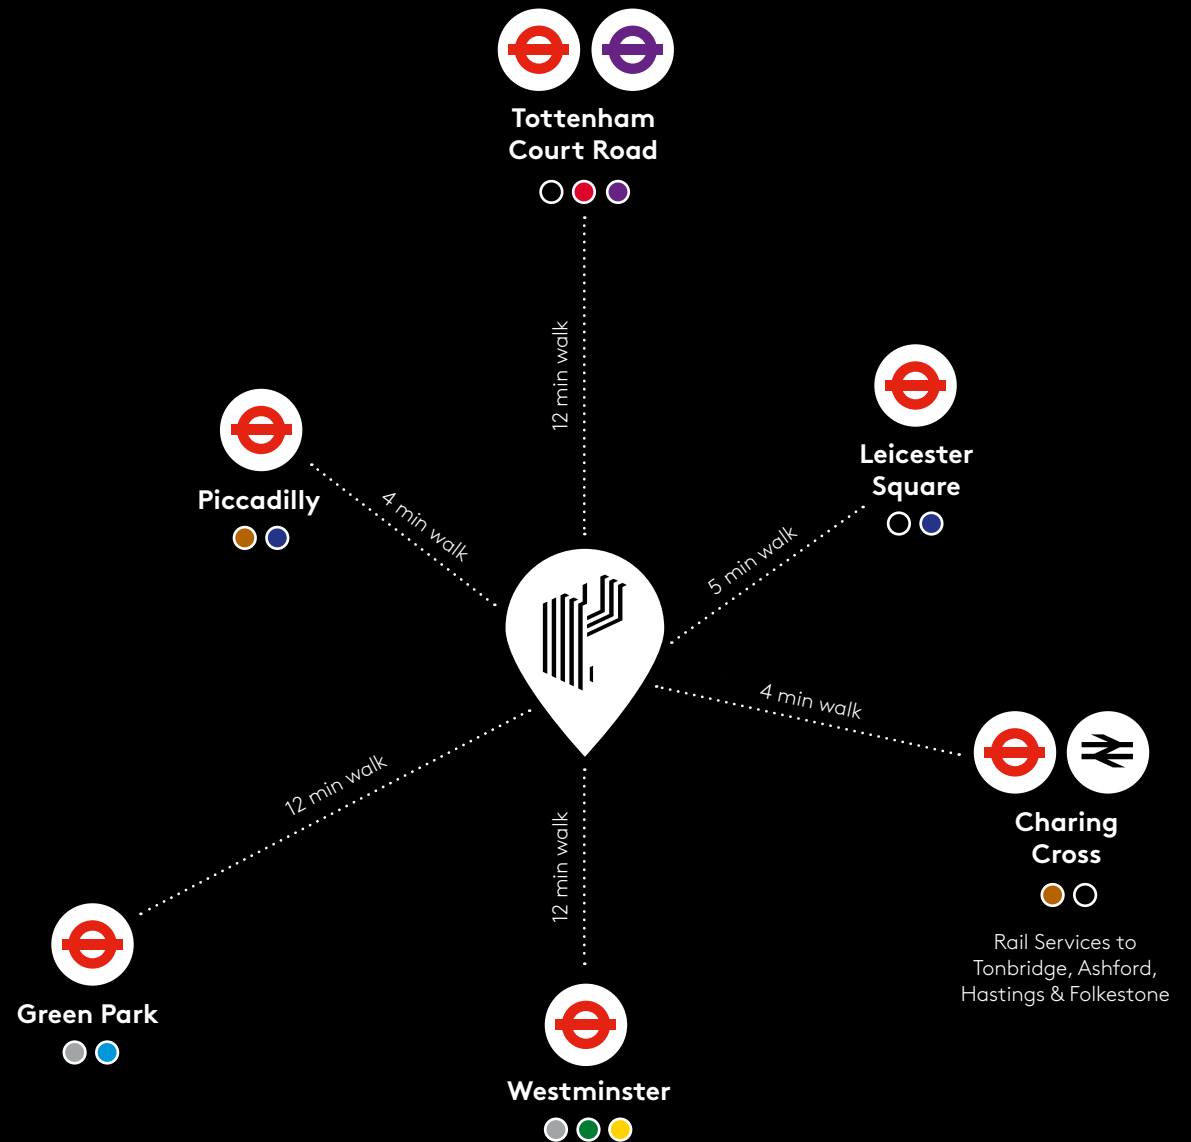 Tottenham
Court Road
12 min walk
Leicester
Square
5 min walk
Piccadilly
4 min walk
4 min walk
Charing
Cross
Rail Services to
Tonbridge, Ashford,
Hastings & Folkestone
12 min walk
Green Park
12 min walk
Westminster